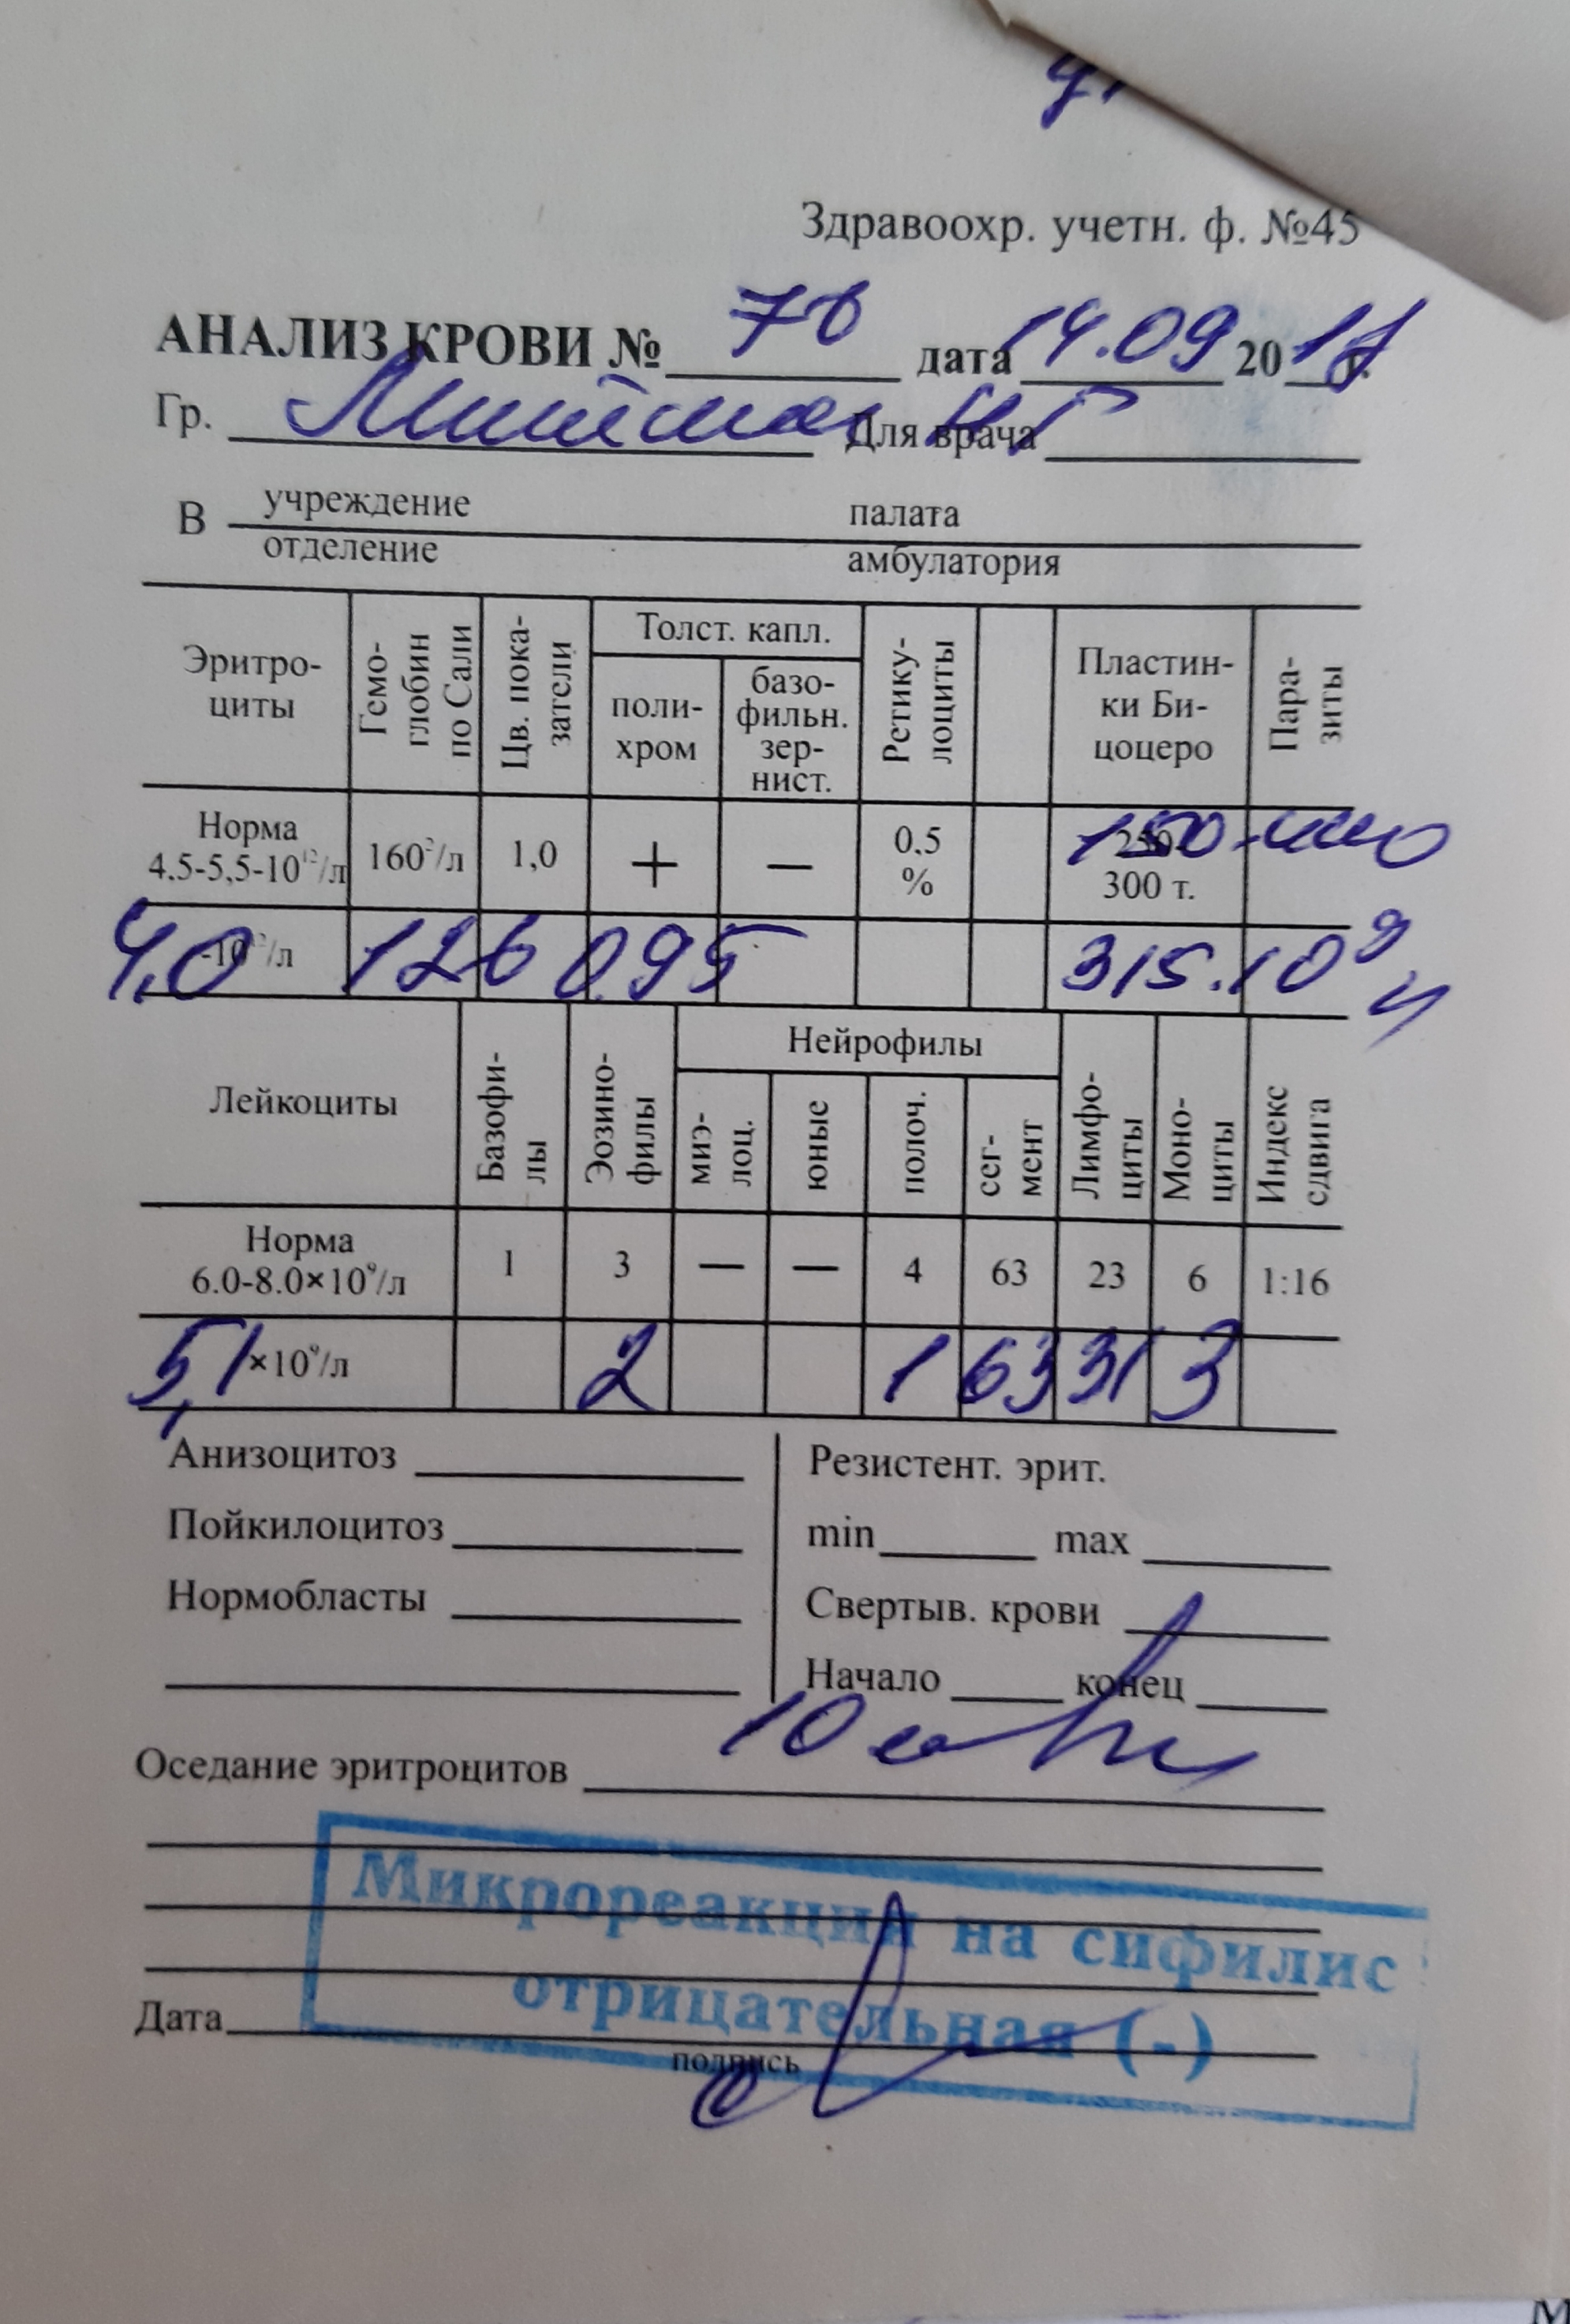 Здравоохр. учетн. ф. №45
АНАЛИЗ КРОВИ № 78 дата 14.09 2017 г.
Гр. Для врача
В учреждение палата
отделение амбулатория
Эритро-циты Гемо-глобин по Сали Цв. пока-затели Толст. капл. поли-хром базо-фильн. зер-нист. Ретику-лоциты Пластин-ки Би-цоцеро Пара-зиты
Норма 4.5-5,5-10¹²/л 160²/л 1,0 + — 0.5 % 250- 300 т. 150-400
4,0 -10¹²/л 126 0.95 315.10⁹ л
Лейкоциты Базофи-лы Эозино-филы Нейрофилы миэ-лоц. юные полоч. сег-мент Лимфо-циты Моно-циты Индекс сдвига
Норма 6.0-8.0×10⁹/л 1 3 — — 4 63 23 6 1:16
5,1 ×10⁹/л 2 1 63 31 3
Анизоцитоз Резистент. эрит.
Пойкилоцитоз min max
Нормобласты Свертыв. крови
Начало конец
Оседание эритроцитов 10
Микрореакция на сифилис
отрицательная (-)
Дата
подпись